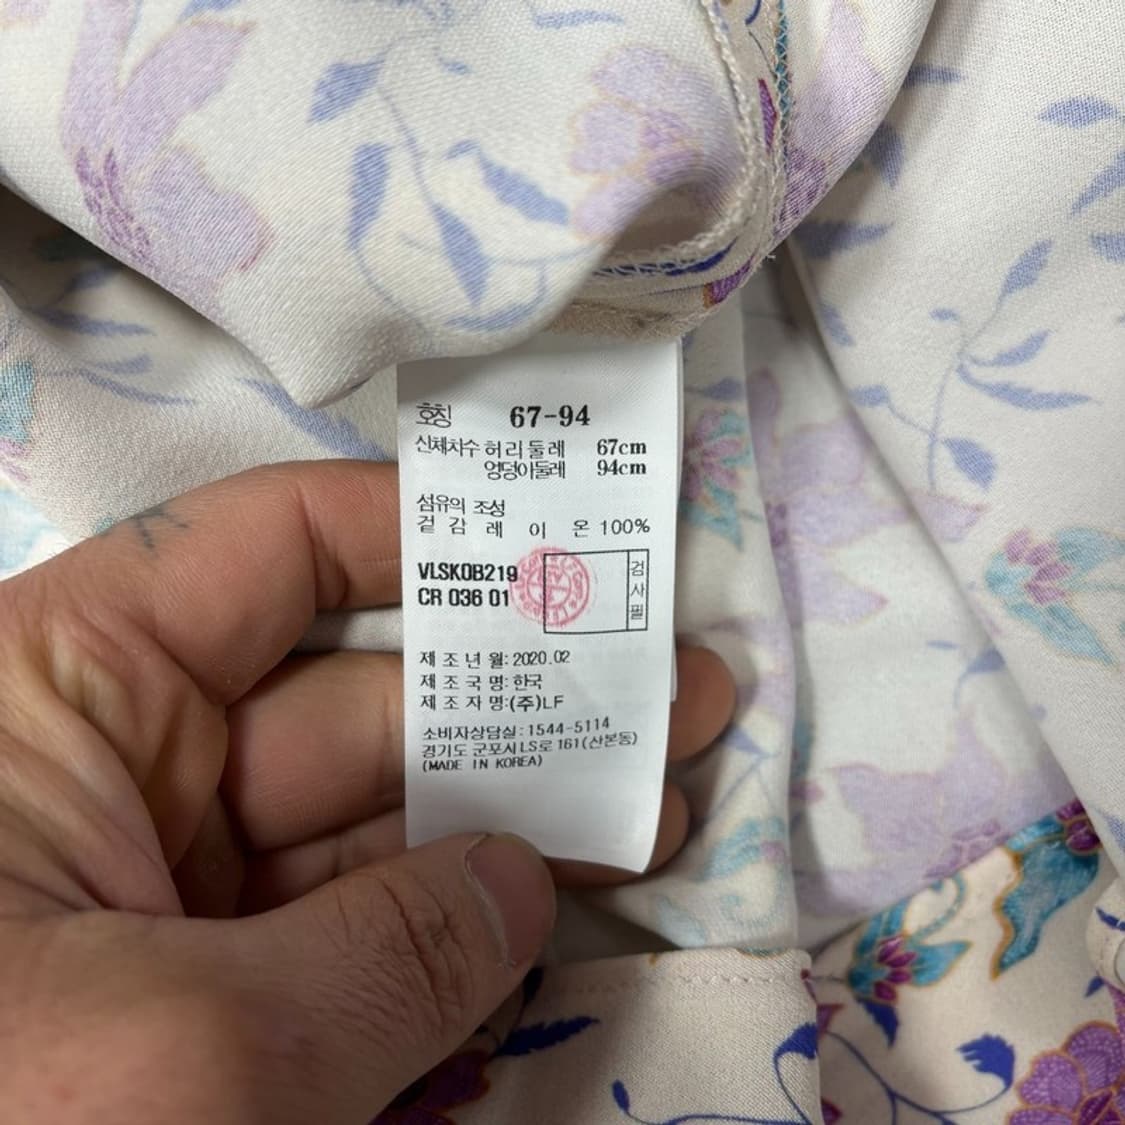 호칭 67-94
신체치수 허리둘레 67cm
엉덩이둘레 94cm
섬유의 조성
겉감 레이온 100%
VLSK0B219
CR 036 01
검사필
제조년월: 2020.02
제조국명: 한국
제조자명: (주)LF
소비자상담실: 1544-5114
경기도 군포시 LS로 161(산본동)
(MADE IN KOREA)